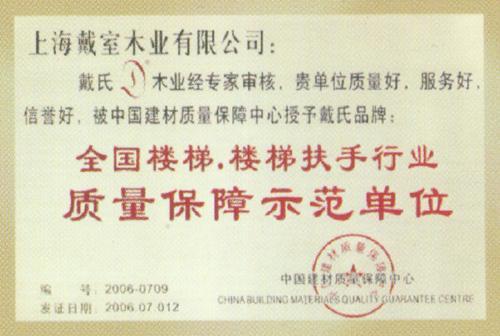 上海戴室木业有限公司：
戴氏 D 木业经专家审核，贵单位质量好，服务好，
信誉好，被中国建材质量保障中心授予戴氏品牌：
全国楼梯.楼梯扶手行业
质量保障示范单位
中国建材质量保障中心
CHINA BUILDING MATERIALS QUALITY GUARANTEE CENTRE
编 号：2006-0709
发证日期：2006.07.012